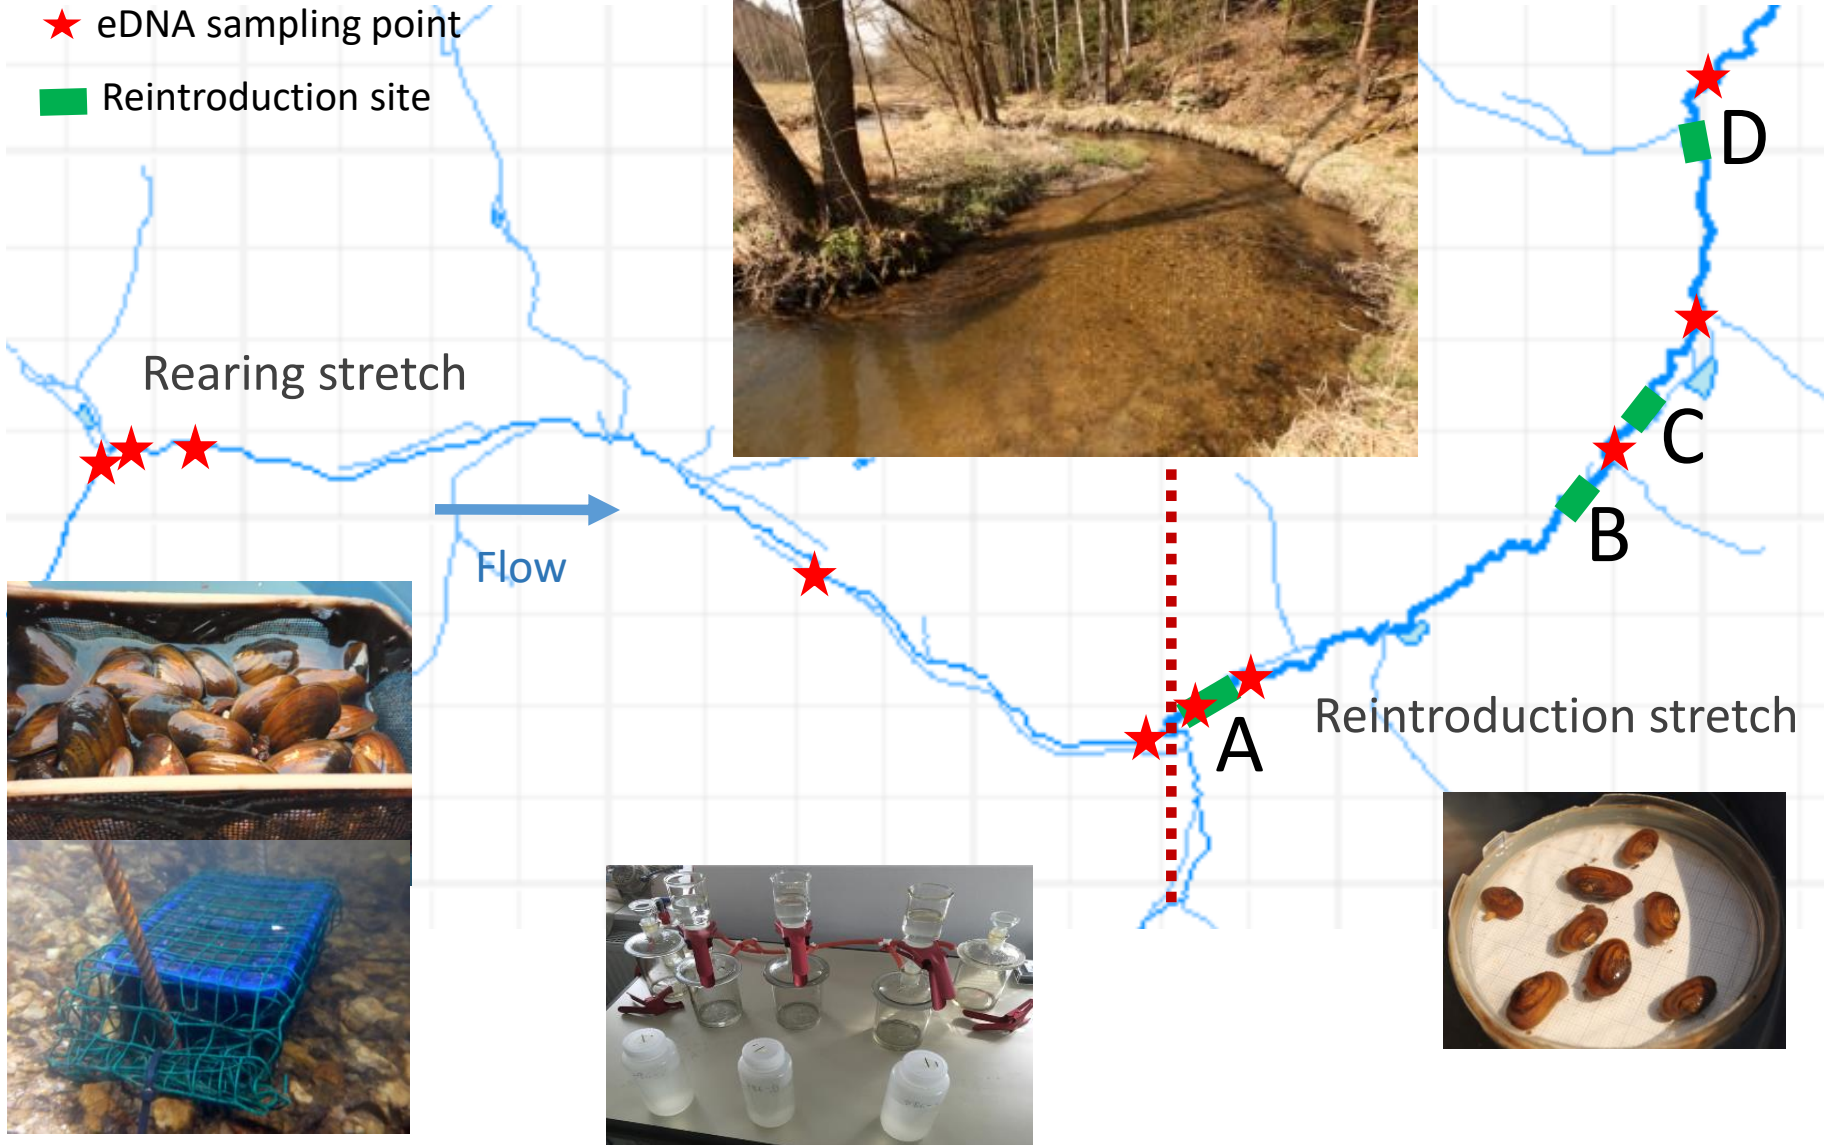 eDNA sampling point
Reintroduction site
D
Rearing stretch
C
B
Flow
Reintroduction stretch
A